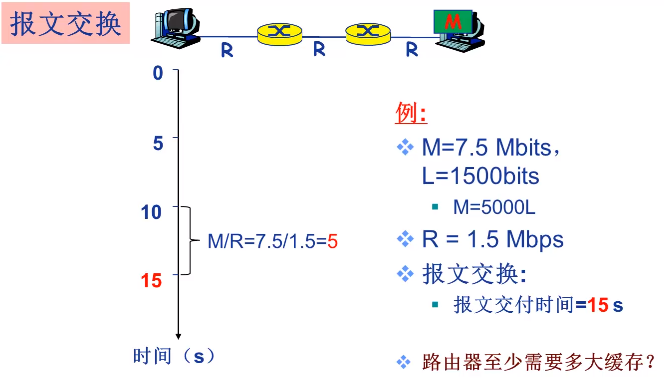 报文交换
M
R
R
R
0
5
10
15
M/R=7.5/1.5=5
时间（s）
例:
M=7.5 Mbits，
L=1500bits
M=5000L
R = 1.5 Mbps
报文交换:
报文交付时间=15 s
路由器至少需要多大缓存？